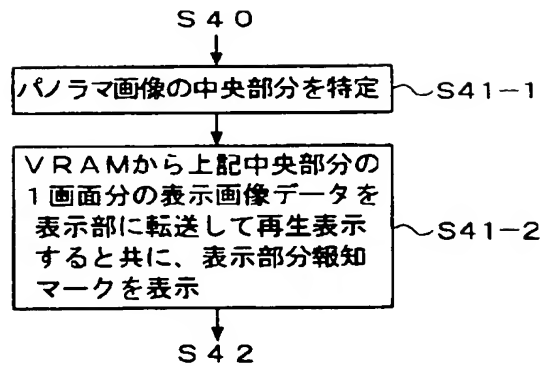 S40
パノラマ画像の中央部分を特定
S41-1
VRAMから上記中央部分の
1画面分の表示画像データを
表示部に転送して再生表示
すると共に、表示部分報知
マークを表示
S41-2
S42